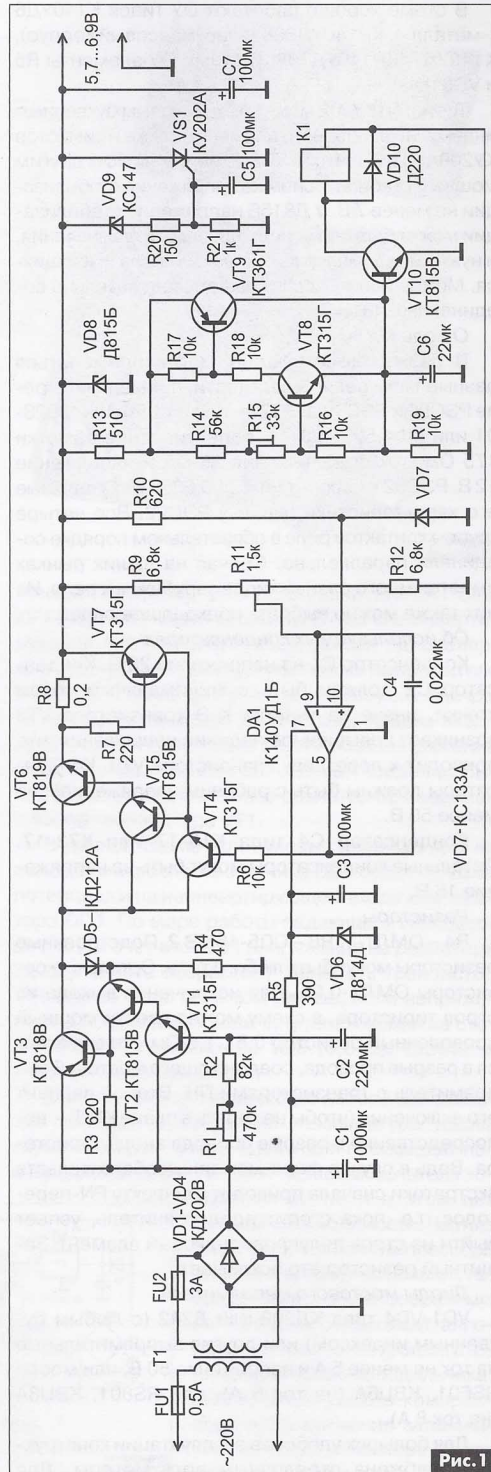 ~220В
FU1
0,5А
T1
FU2
3А
VD1-VD4
КД202В
C1
1000мк
R1
470к
R2
82к
R3 620
VT3
КТ818В
VT2 КТ815В
VT1
КТ315Г
VD5
КД212А
R4
470
C2
220мк
R5
390
VD6
Д814Д
C3
100мк
VT6
КТ819В
VT5
КТ815В
VT4
КТ315Г
R6
10к
R7
220
R8
0,2
VT7
КТ315Г
DA1
К140УД1Б
5
10
C4
0,022мк
R9
6,8к
R11
1,5к
R12
6,8к
R10
620
VD7
VD7 - КС133А
R13
510
VD8
Д815Б
R14
56к
R15
33к
R16
10к
R19
10к
R17
10к
R18
10к
VT8
КТ315Г
VT9
КТ361Г
C6
22мк
VT10
КТ815В
VD9
КС147
R20
150
R21
1к
C5
100мк
VS1
КУ202А
C7
100мк
K1
VD10
Д220
5,7...6,9В
Рис.1